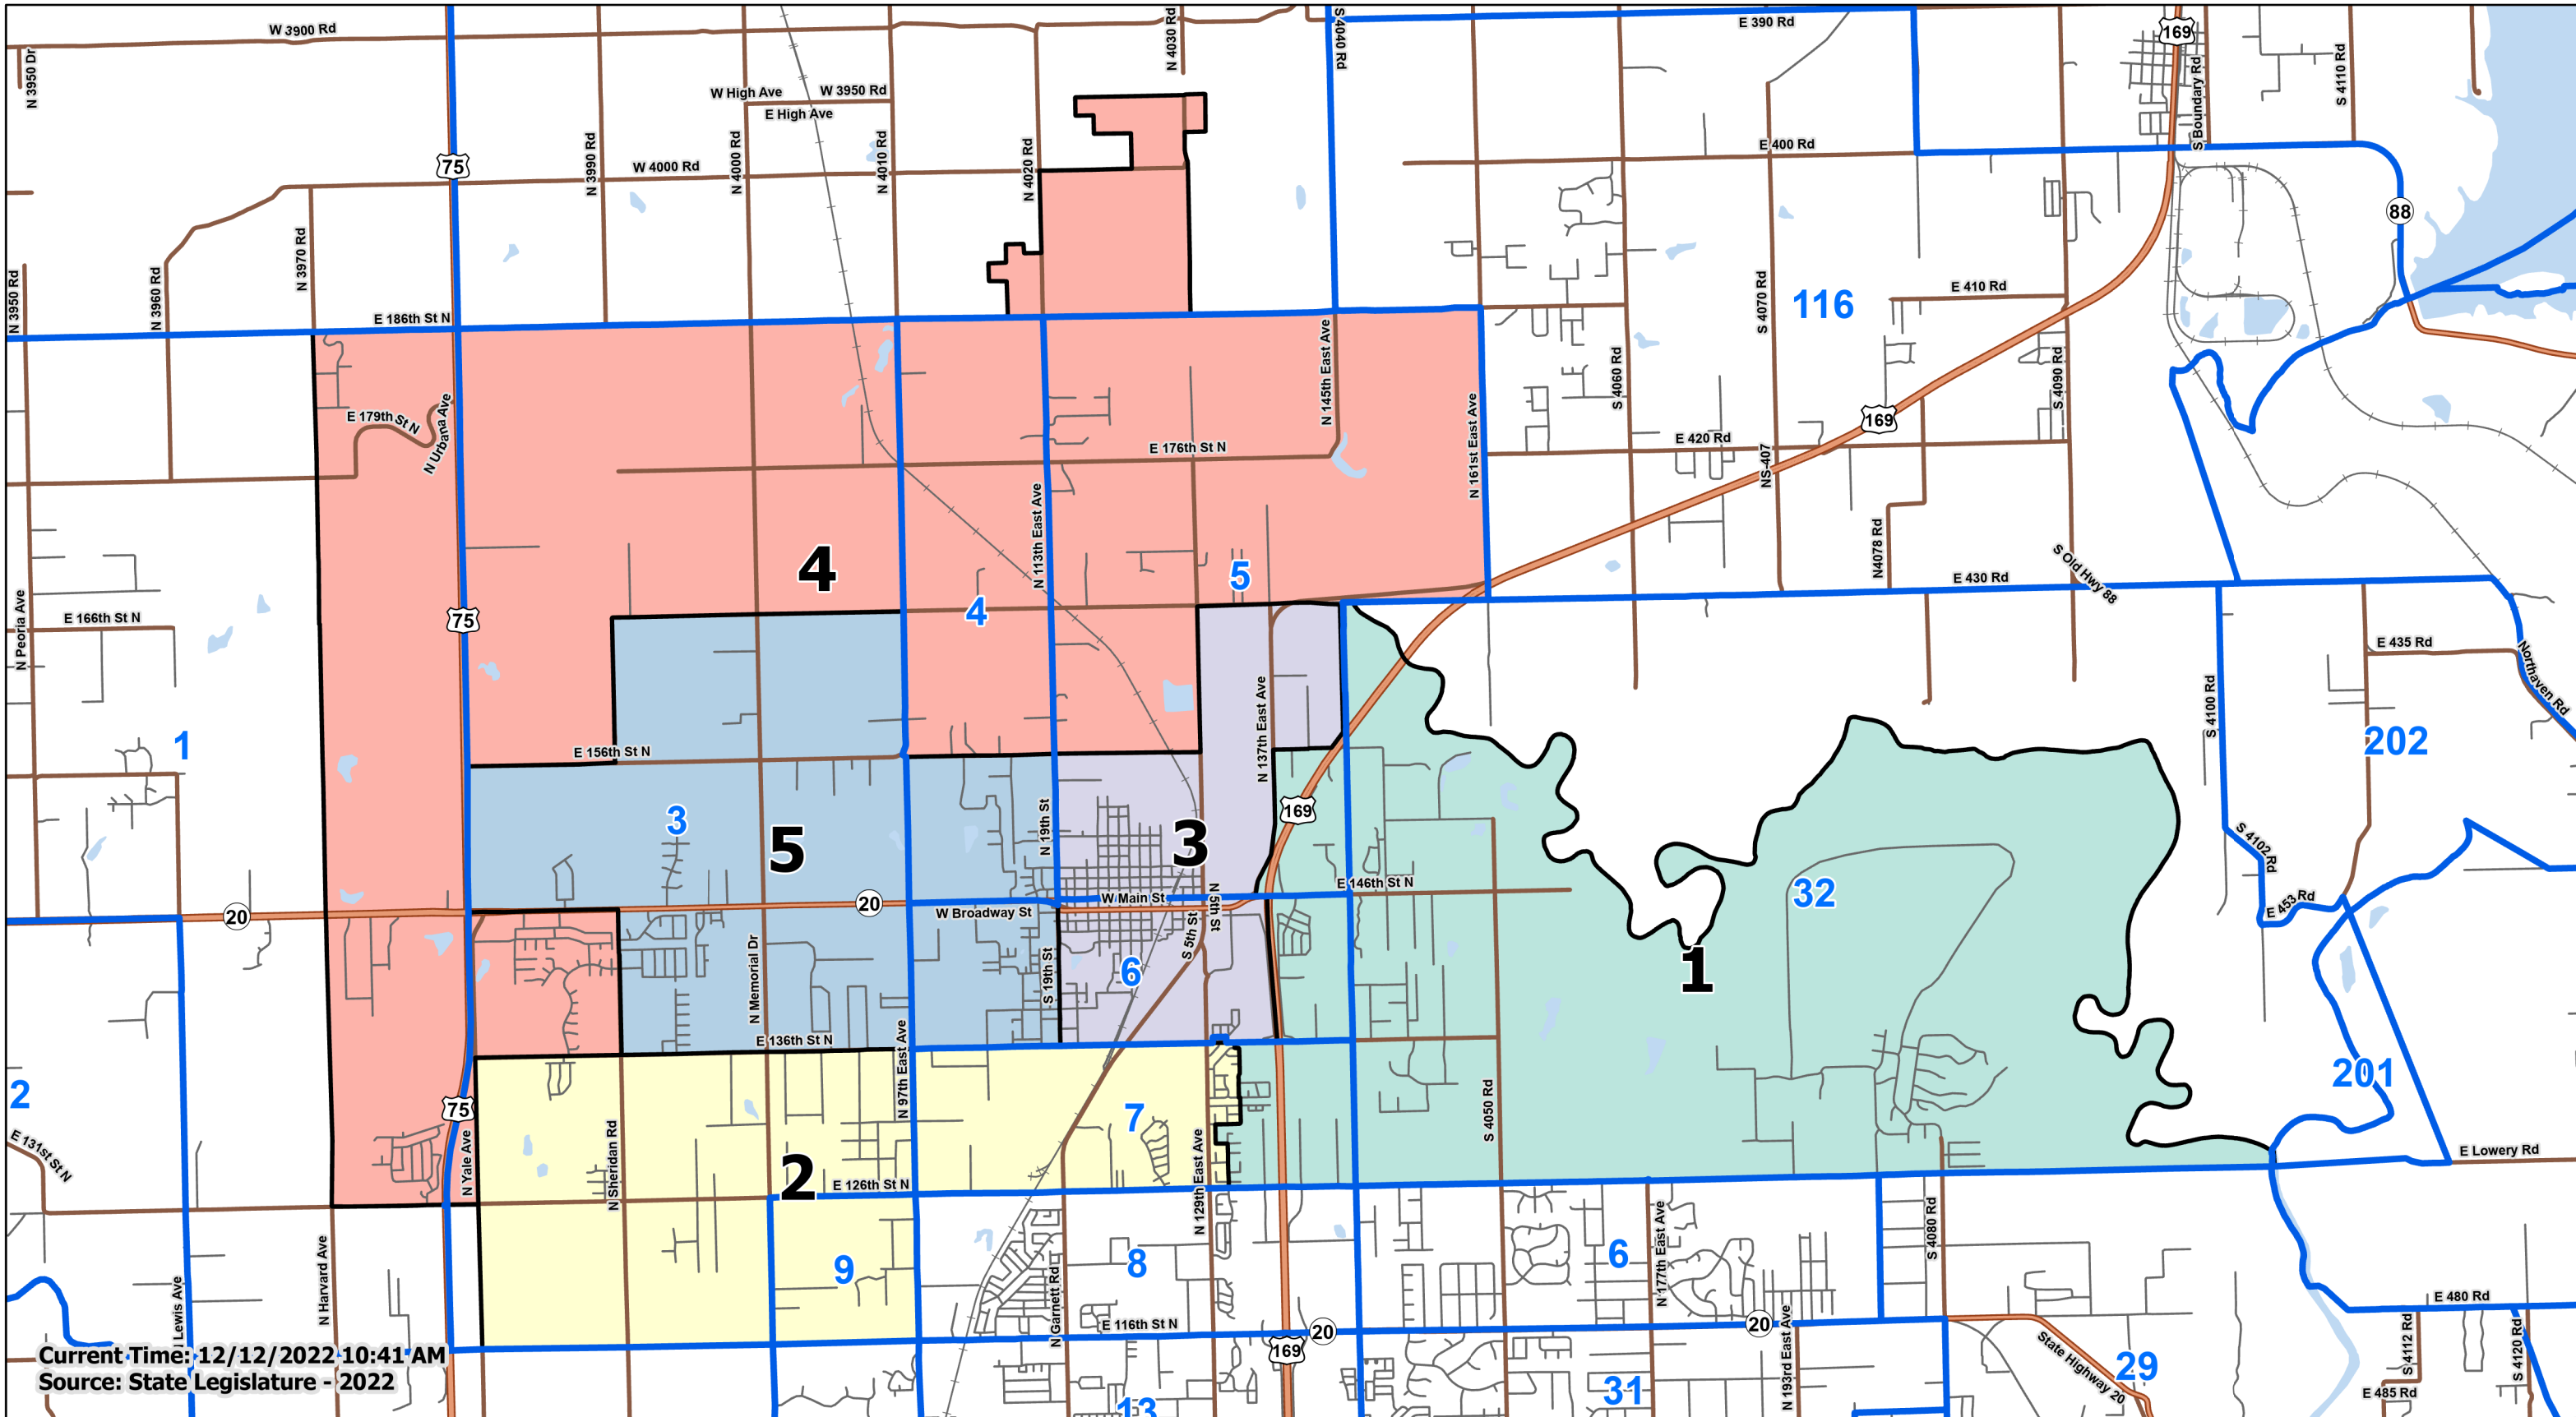 W 3900 Rd
N 3950 Dr
N 4030 Rd
S 4040 Rd
E 390 Rd
169
S Boundary Rd
S 4110 Rd
W High Ave
W 3950 Rd
E High Ave
75
N 3990 Rd
N 4000 Rd
N 4010 Rd
N 4020 Rd
W 4000 Rd
E 400 Rd
88
N 3950 Rd
N 3960 Rd
N 3970 Rd
E 186th St N
116
E 410 Rd
S 4070 Rd
S 4060 Rd
S 4090 Rd
N 145th East Ave
N 161st East Ave
E 179th St N
N Urbana Ave
E 176th St N
E 420 Rd
169
NS 407
N 113th East Ave
N4078 Rd
S Old Hwy 88
E 430 Rd
4
4
5
75
N Peoria Ave
E 166th St N
E 435 Rd
Northaven Rd
S 4100 Rd
202
1
E 156th St N
N 137th East Ave
169
3
5
3
N 19th St
S 4102 Rd
E 453 Rd
32
20
20
W Main St
W Broadway St
N 5th St
S 5th St
E 146th St N
1
N Memorial Dr
S 19th St
6
E 136th St N
N 97th East Ave
201
2
75
N Yale Ave
E 131st St N
N Sheridan Rd
2
7
N 129th East Ave
S 4050 Rd
E 126th St N
E Lowery Rd
N Lewis Ave
N Harvard Ave
9
8
N Garnett Rd
6
N 177th East Ave
S 4080 Rd
E 480 Rd
E 116th St N
20
20
169
N 193rd East Ave
State Highway 20
29
S 4112 Rd
S 4120 Rd
E 485 Rd
31
13
Current Time: 12/12/2022 10:41 AM
Source: State Legislature - 2022